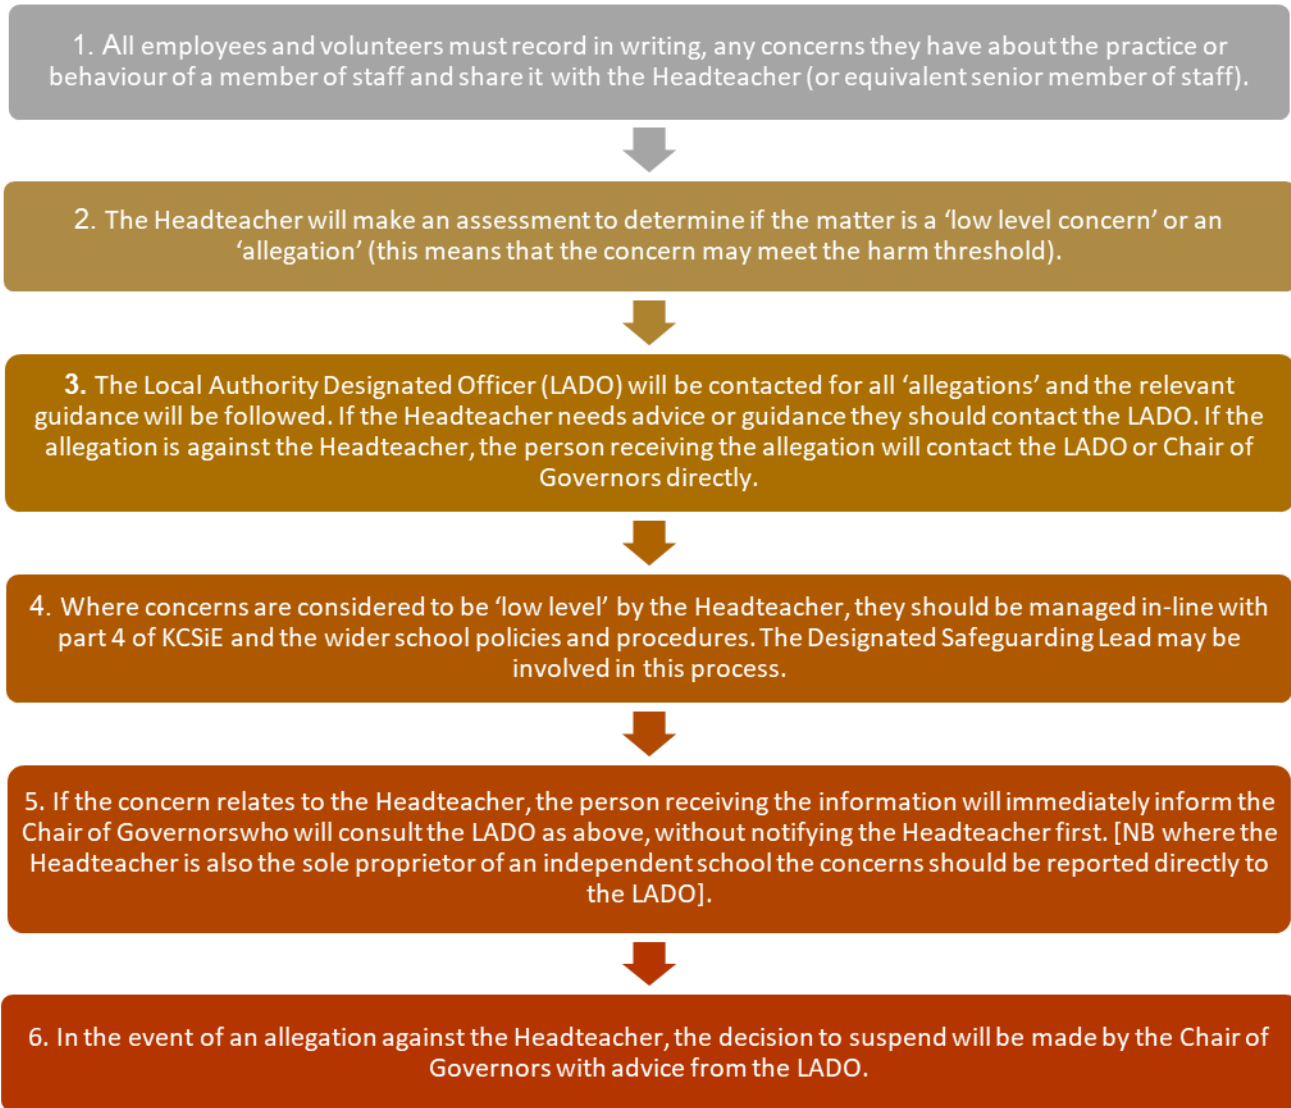 1. All employees and volunteers must record in writing, any concerns they have about the practice or
behaviour of a member of staff and share it with the Headteacher (or equivalent senior member of staff).
2. The Headteacher will make an assessment to determine if the matter is a ‘low level concern’ or an
‘allegation’ (this means that the concern may meet the harm threshold).
3. The Local Authority Designated Officer (LADO) will be contacted for all ‘allegations’ and the relevant
guidance will be followed. If the Headteacher needs advice or guidance they should contact the LADO. If the
allegation is against the Headteacher, the person receiving the allegation will contact the LADO or Chair of
Governors directly.
4. Where concerns are considered to be ‘low level’ by the Headteacher, they should be managed in-line with
part 4 of KCSiE and the wider school policies and procedures. The Designated Safeguarding Lead may be
involved in this process.
5. If the concern relates to the Headteacher, the person receiving the information will immediately inform the
Chair of Governorswho will consult the LADO as above, without notifying the Headteacher first. [NB where the
Headteacher is also the sole proprietor of an independent school the concerns should be reported directly to
the LADO].
6. In the event of an allegation against the Headteacher, the decision to suspend will be made by the Chair of
Governors with advice from the LADO.